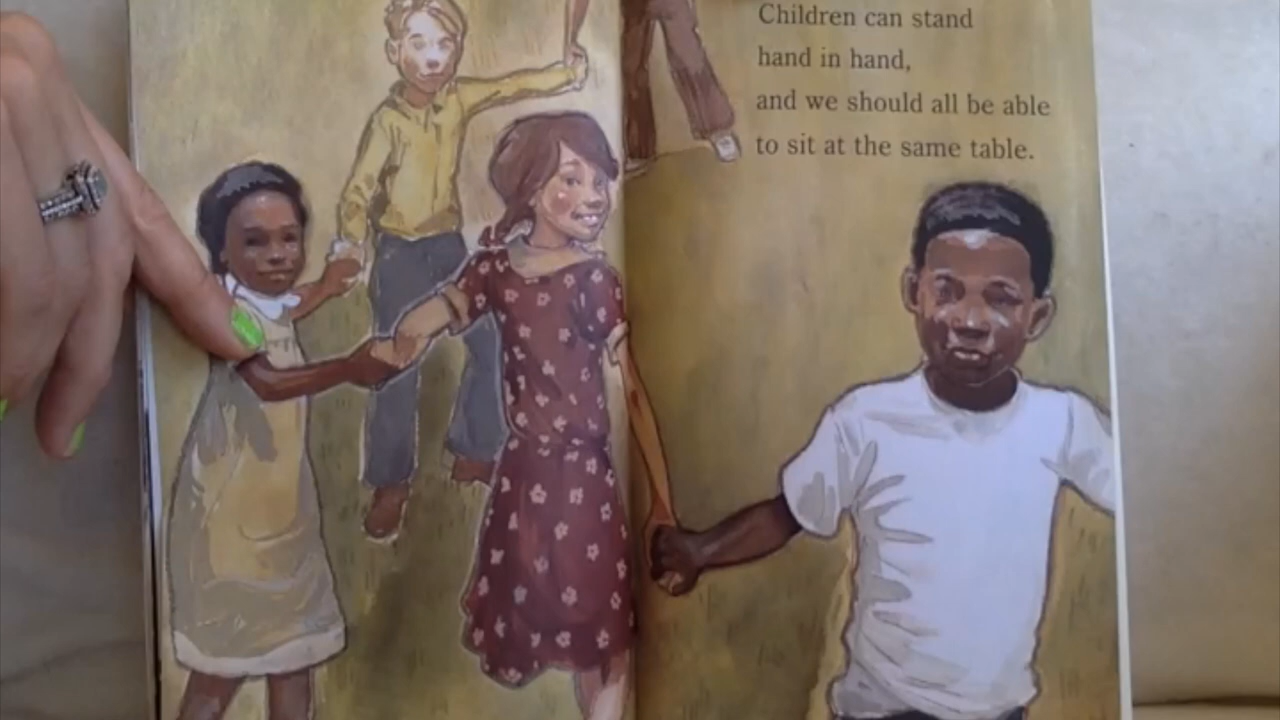 Children can stand
hand in hand,
and we should all be able
to sit at the same table.